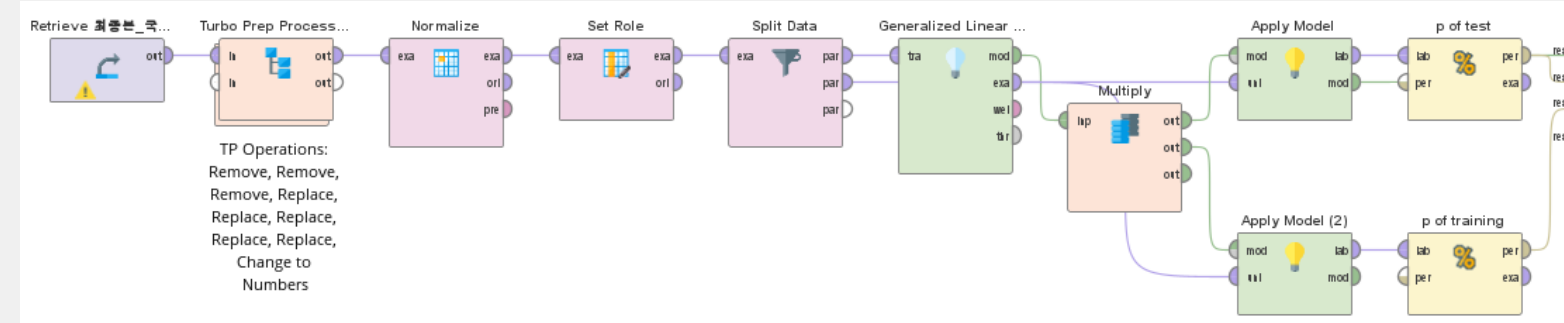 Retrieve 최종본_국...
out
Turbo Prep Process...
In
out
In
out
TP Operations:
Remove, Remove,
Remove, Replace,
Replace, Replace,
Replace, Replace,
Change to
Numbers
Normalize
exa
exa
ori
pre
Set Role
exa
exa
ori
Split Data
exa
par
par
par
Generalized Linear ...
tra
mod
exa
wei
thr
Multiply
inp
out
out
out
Apply Model
mod
lab
unl
mod
p of test
lab
per
per
exa
Apply Model (2)
mod
lab
unl
mod
p of training
lab
per
per
exa
res
res
res
res